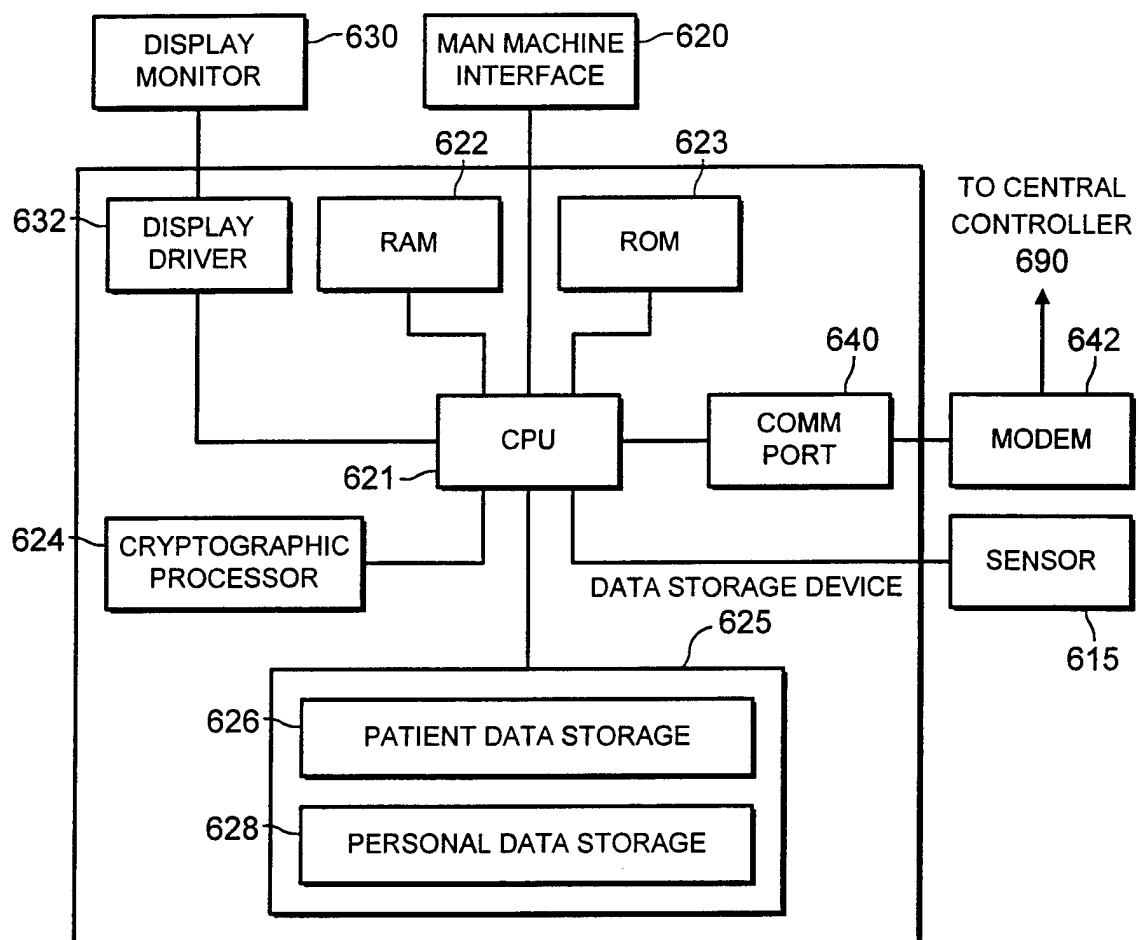 DISPLAY
MONITOR
630
MAN MACHINE
INTERFACE
620
622
623
632
DISPLAY
DRIVER
RAM
ROM
TO CENTRAL
CONTROLLER
690
640
642
CPU
621
COMM
PORT
MODEM
624
CRYPTOGRAPHIC
PROCESSOR
SENSOR
615
DATA STORAGE DEVICE
625
626
PATIENT DATA STORAGE
628
PERSONAL DATA STORAGE